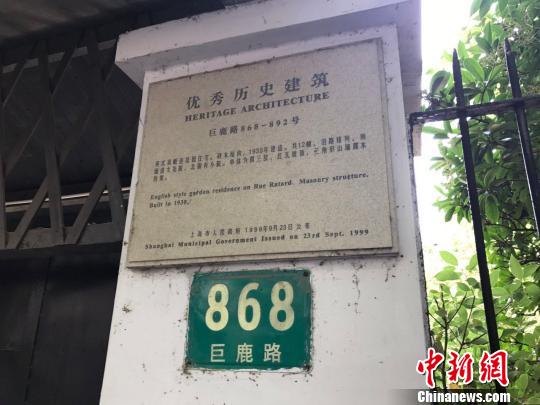 优秀历史建筑
HERITAGE ARCHITECTURE
巨鹿路868-892号
English style garden residence on Rue Ratard. Masonry structure.
Built in 1930.
上海市人民政府 1999年9月23日公布
Shanghai Municipal Government Issued on 23rd Sept. 1999
868
巨鹿路
中新网
www.chinanews.com